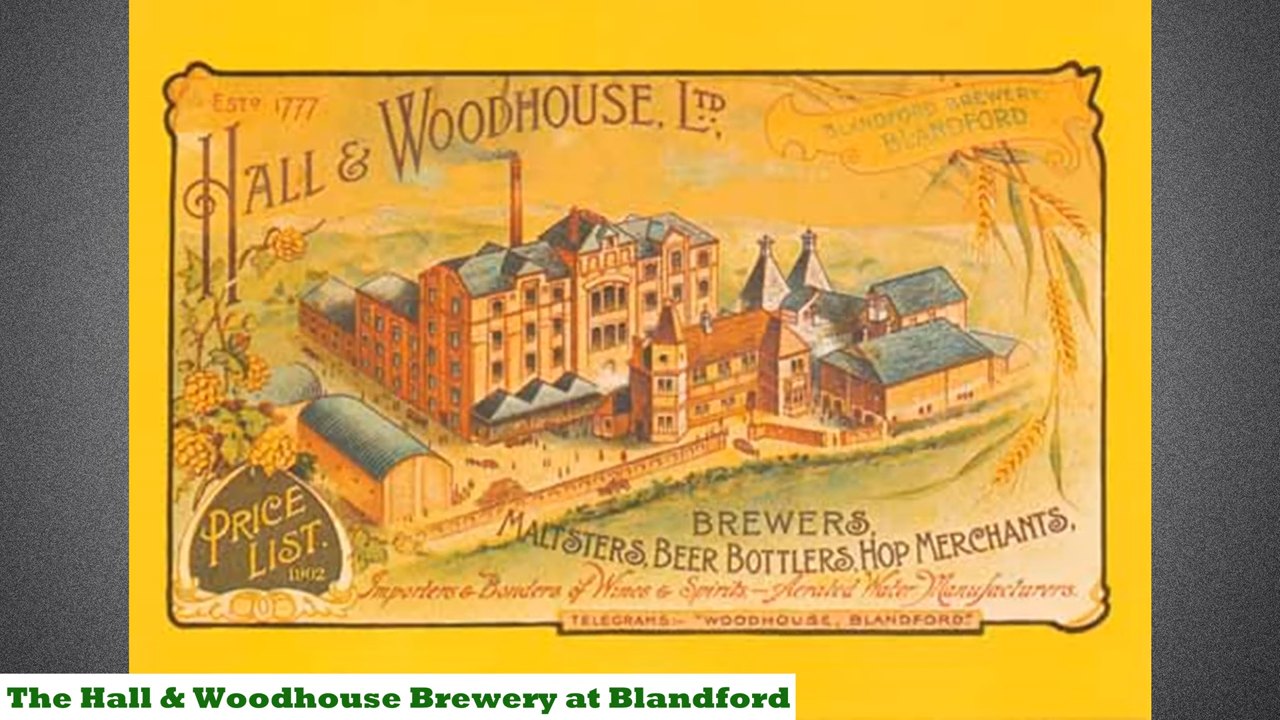 ESTD 1777
HALL & WOODHOUSE, LTD
BLANDFORD BREWERY
BLANDFORD
PRICE
LIST.
1902
BREWERS,
MALTSTERS, BEER BOTTLERS, HOP MERCHANTS,
Importers & Bonders of Wines & Spirits,— Aerated Water Manufacturers.
TELEGRAMS:- "WOODHOUSE, BLANDFORD."
The Hall & Woodhouse Brewery at Blandford